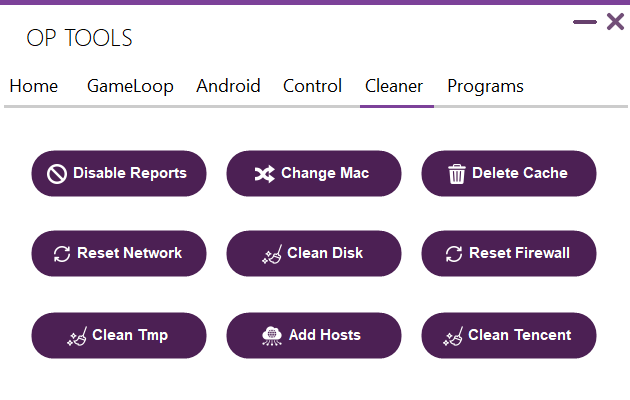 OP TOOLS
Home GameLoop Android Control Cleaner Programs
Disable Reports Change Mac Delete Cache
Reset Network Clean Disk Reset Firewall
Clean Tmp Add Hosts Clean Tencent